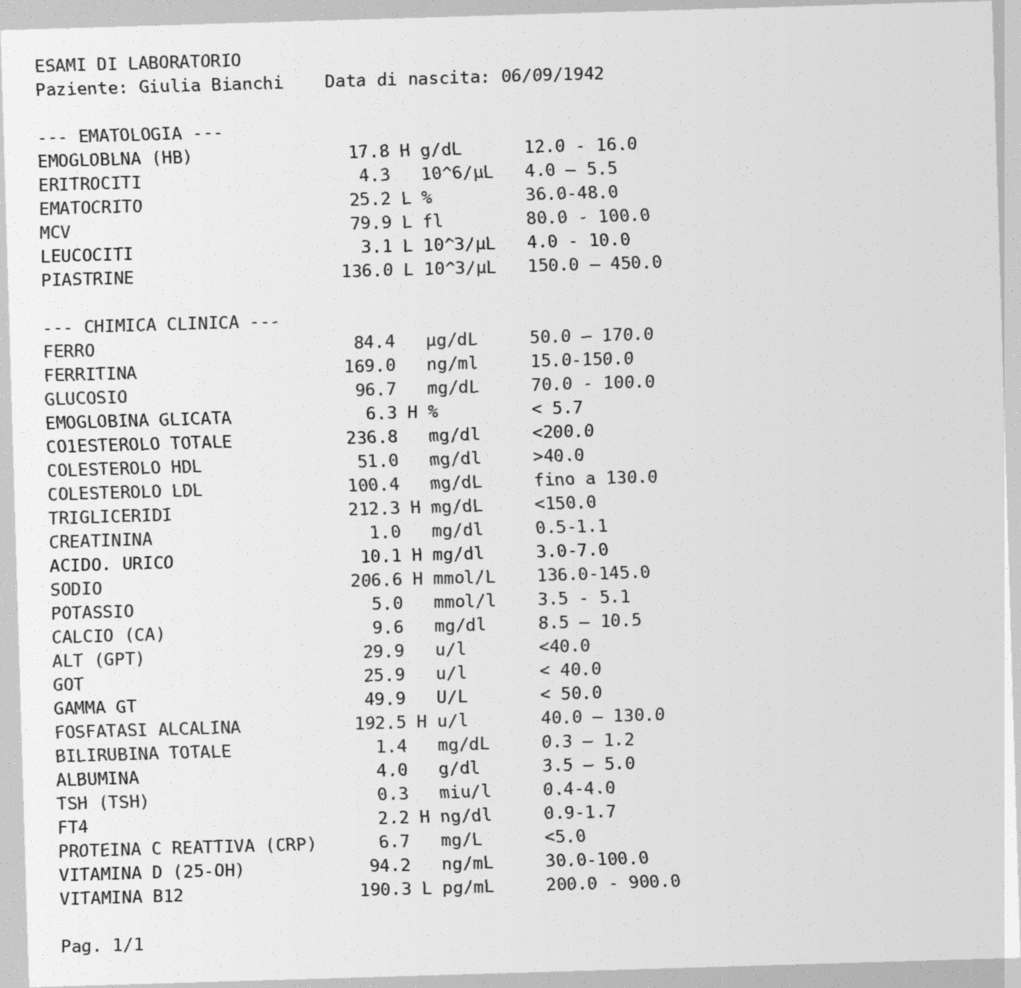 ESAMI DI LABORATORIO
Paziente: Giulia Bianchi    Data di nascita: 06/09/1942
--- EMATOLOGIA ---
EMOGLOBLNA (HB)    17.8 H g/dL    12.0 - 16.0
ERITROCITI    4.3    10^6/µL    4.0 – 5.5
EMATOCRITO    25.2 L %    36.0-48.0
MCV    79.9 L fl    80.0 - 100.0
LEUCOCITI    3.1 L 10^3/µL    4.0 - 10.0
PIASTRINE    136.0 L 10^3/µL    150.0 – 450.0
--- CHIMICA CLINICA ---
FERRO    84.4    µg/dL    50.0 – 170.0
FERRITINA    169.0    ng/ml    15.0-150.0
GLUCOSIO    96.7    mg/dL    70.0 - 100.0
EMOGLOBINA GLICATA    6.3 H %    < 5.7
CO1ESTEROLO TOTALE    236.8    mg/dl    <200.0
COLESTEROLO HDL    51.0    mg/dl    >40.0
COLESTEROLO LDL    100.4    mg/dL    fino a 130.0
TRIGLICERIDI    212.3 H mg/dL    <150.0
CREATININA    1.0    mg/dl    0.5-1.1
ACIDO. URICO    10.1 H mg/dl    3.0-7.0
SODIO    206.6 H mmol/L    136.0-145.0
POTASSIO    5.0    mmol/l    3.5 - 5.1
CALCIO (CA)    9.6    mg/dl    8.5 – 10.5
ALT (GPT)    29.9    u/l    <40.0
GOT    25.9    u/l    < 40.0
GAMMA GT    49.9    U/L    < 50.0
FOSFATASI ALCALINA    192.5 H u/l    40.0 – 130.0
BILIRUBINA TOTALE    1.4    mg/dL    0.3 – 1.2
ALBUMINA    4.0    g/dl    3.5 – 5.0
TSH (TSH)    0.3    miu/l    0.4-4.0
FT4    2.2 H ng/dl    0.9-1.7
PROTEINA C REATTIVA (CRP)    6.7    mg/L    <5.0
VITAMINA D (25-OH)    94.2    ng/mL    30.0-100.0
VITAMINA B12    190.3 L pg/mL    200.0 - 900.0
Pag. 1/1